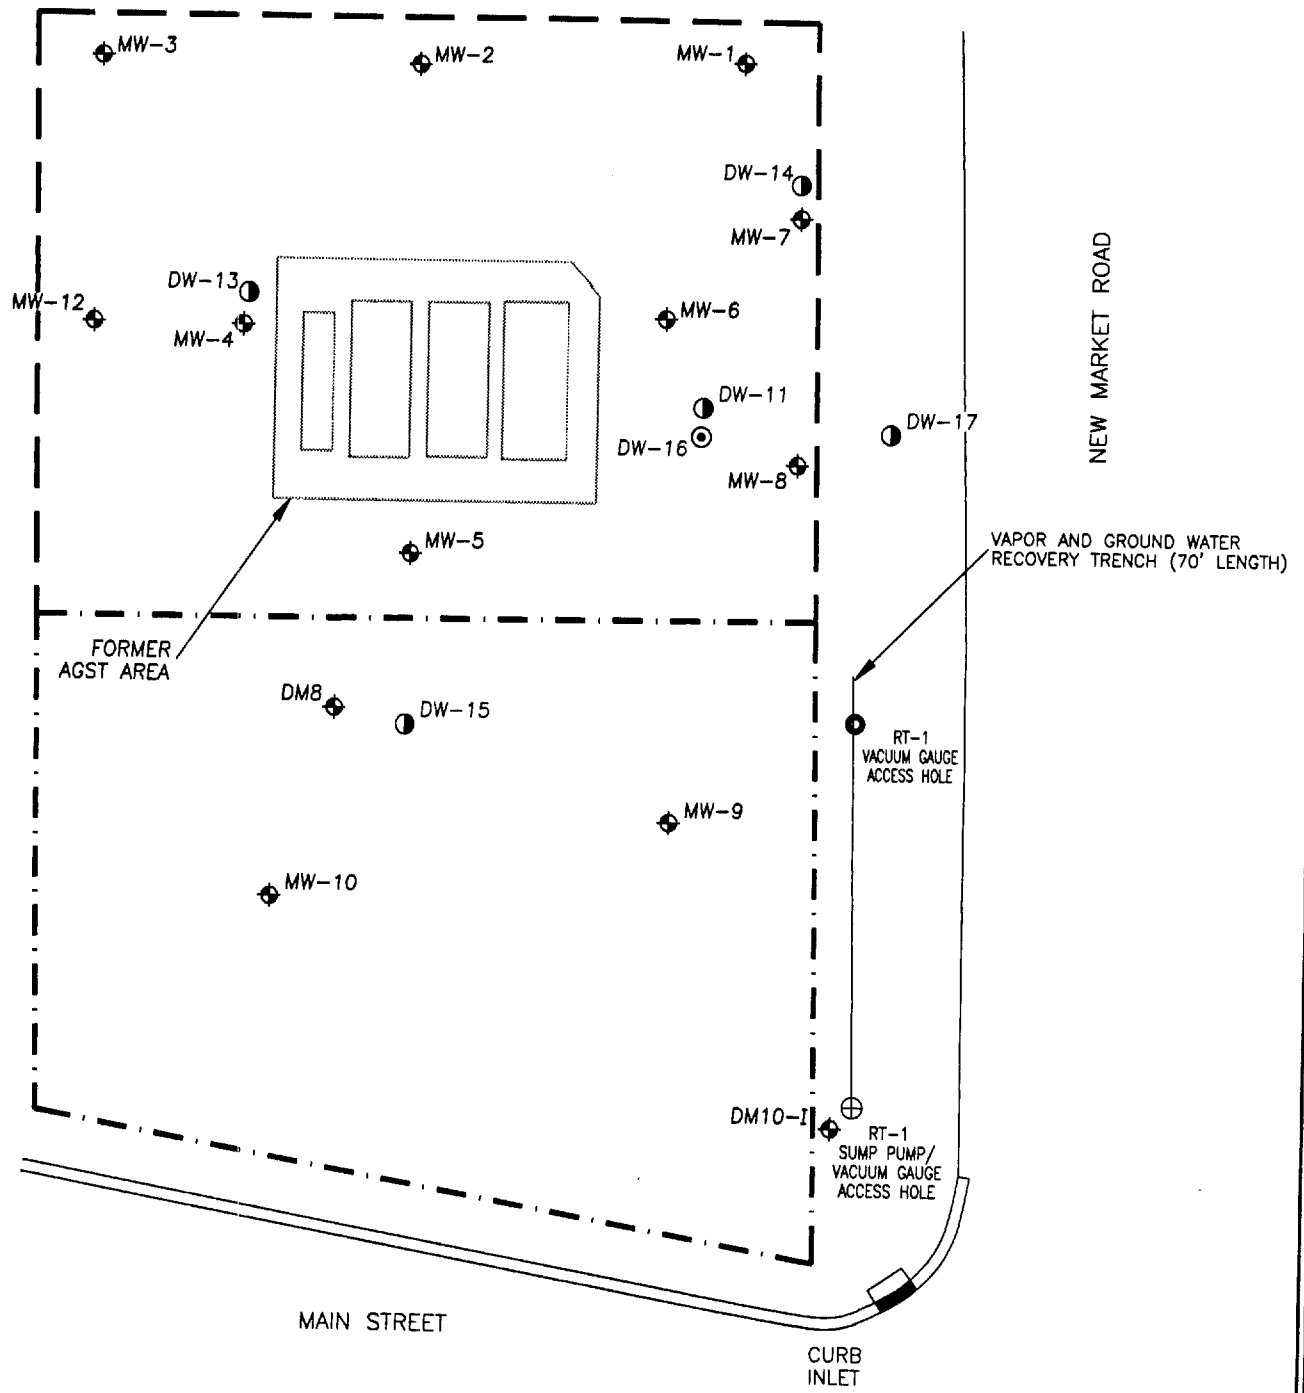 MW-3
MW-2
MW-1
DW-14
MW-7
DW-13
MW-12
MW-4
MW-6
DW-11
DW-16
DW-17
MW-8
NEW MARKET ROAD
MW-5
VAPOR AND GROUND WATER
RECOVERY TRENCH (70' LENGTH)
FORMER
AGST AREA
DM8
DW-15
RT-1
VACUUM GAUGE
ACCESS HOLE
MW-9
MW-10
DM10-I
RT-1
SUMP PUMP/
VACUUM GAUGE
ACCESS HOLE
MAIN STREET
CURB
INLET